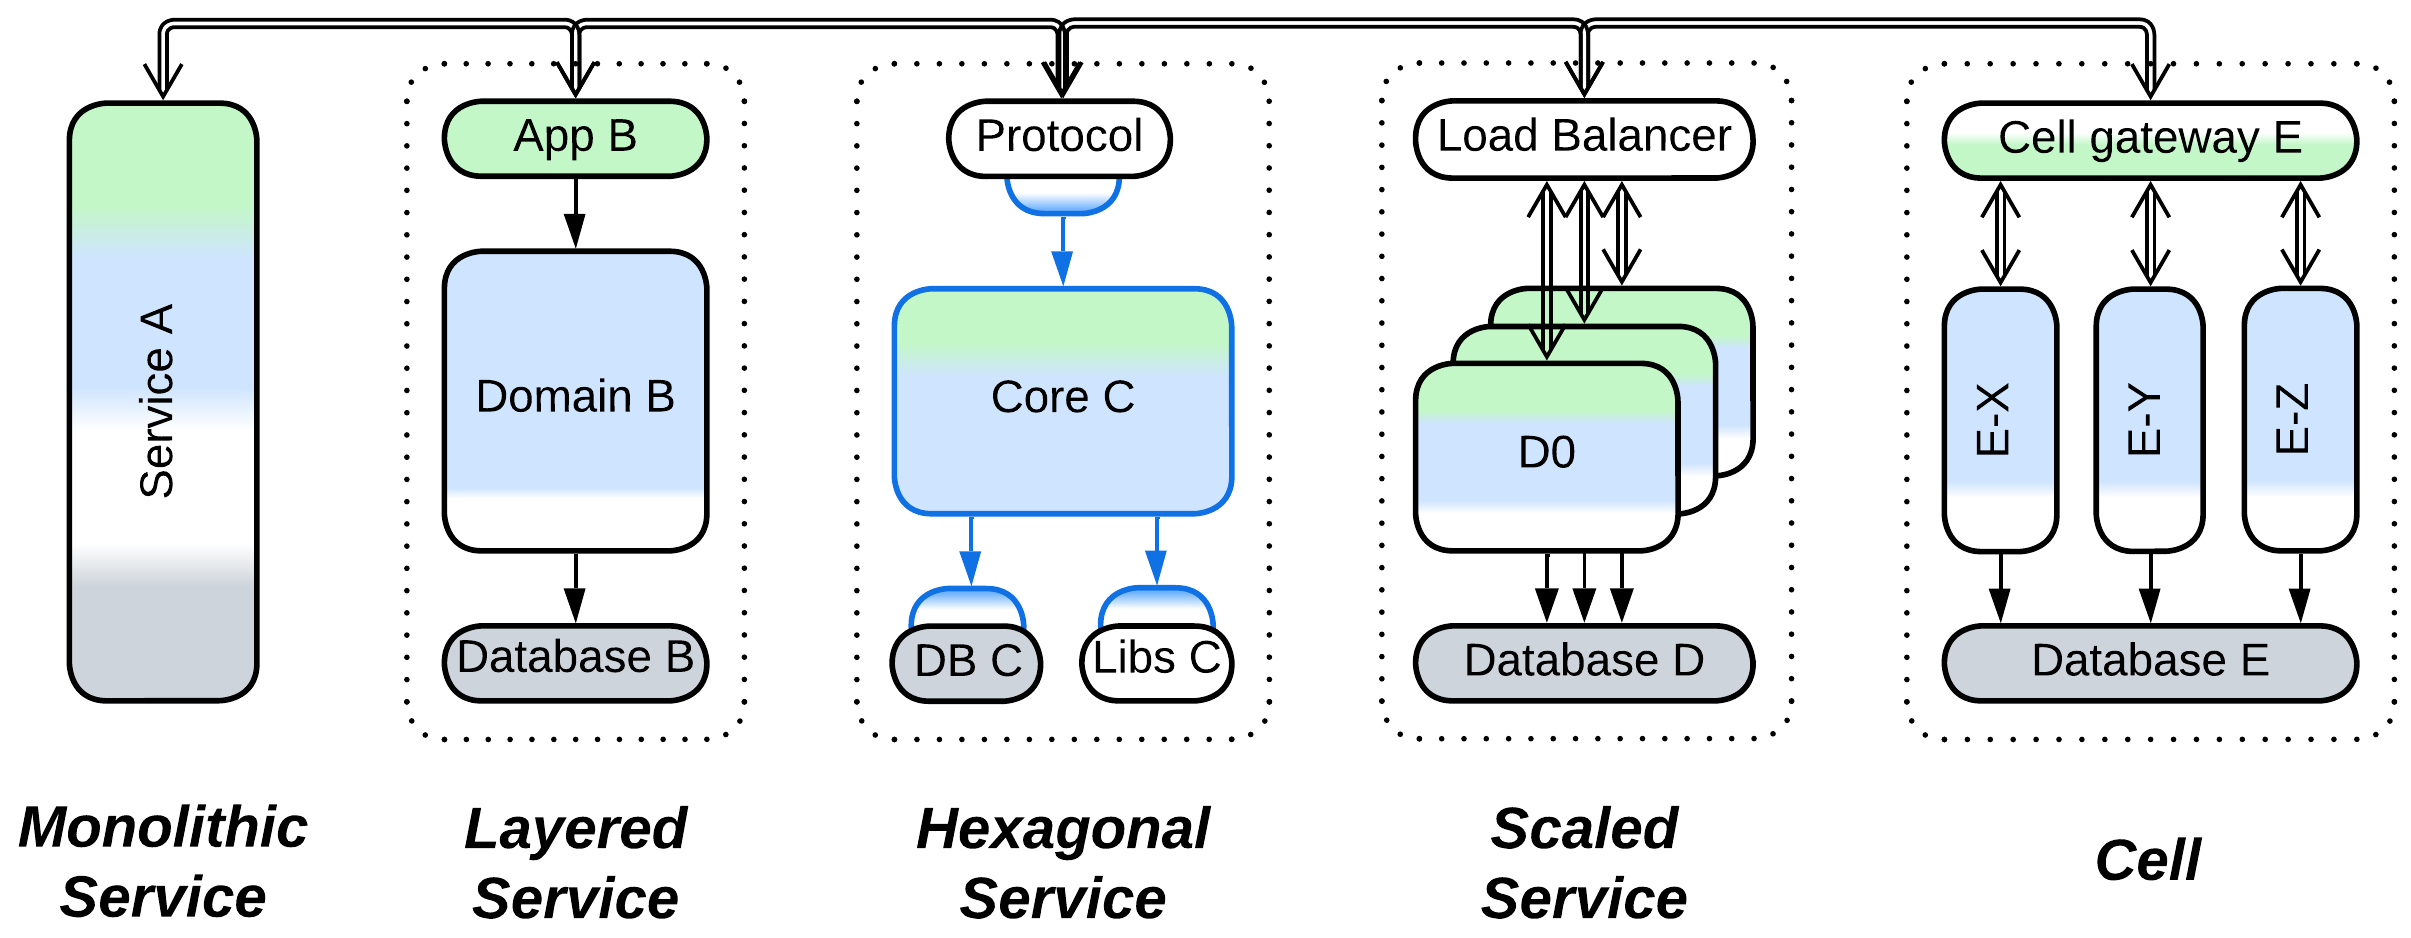 Service A
App B
Domain B
Database B
Protocol
Core C
DB C
Libs C
Load Balancer
D0
Database D
Cell gateway E
E-X
E-Y
E-Z
Database E
Monolithic
Service
Layered
Service
Hexagonal
Service
Scaled
Service
Cell